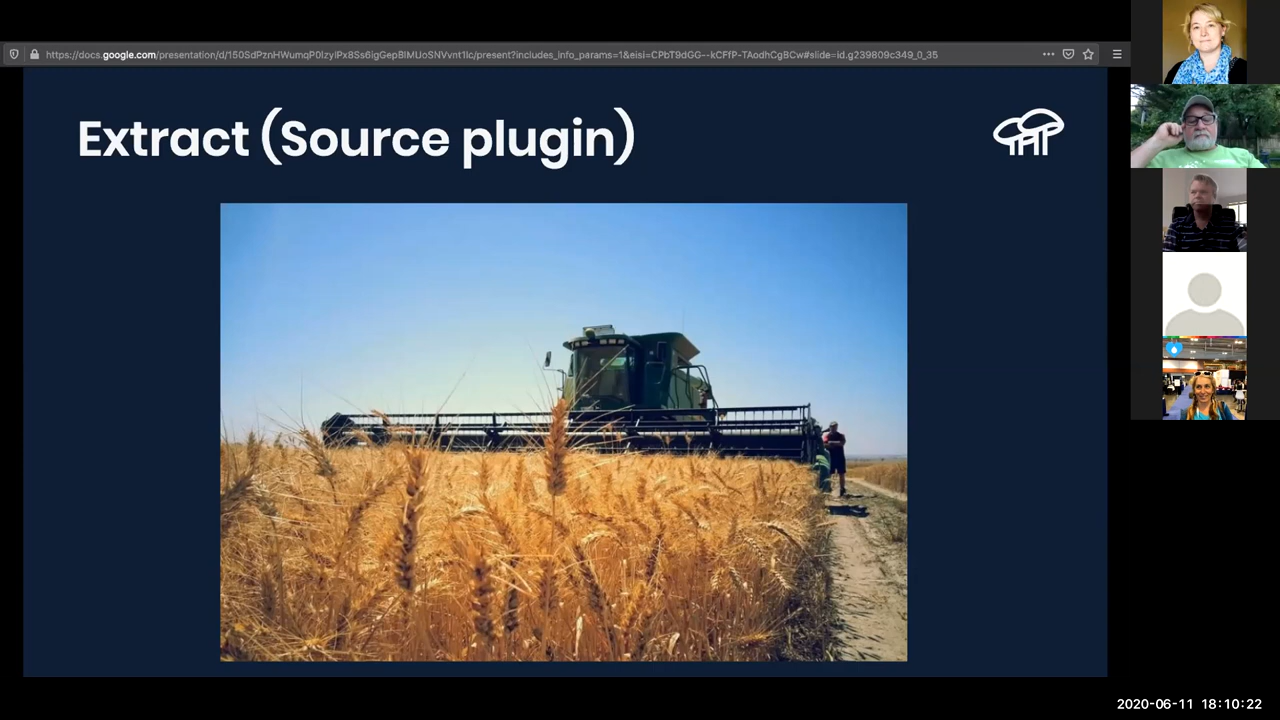 https://docs.google.com/presentation/d/150SdPznHWumqP0IzyIPx8Ss6igGepBIMUoSNVvnt1lc/present?includes_info_params=1&eisi=CPbT9dGG--kCFfP-TAodhCgBCw#slide=id.g239809c349_0_35
Extract (Source plugin)
2020-06-11 18:10:22